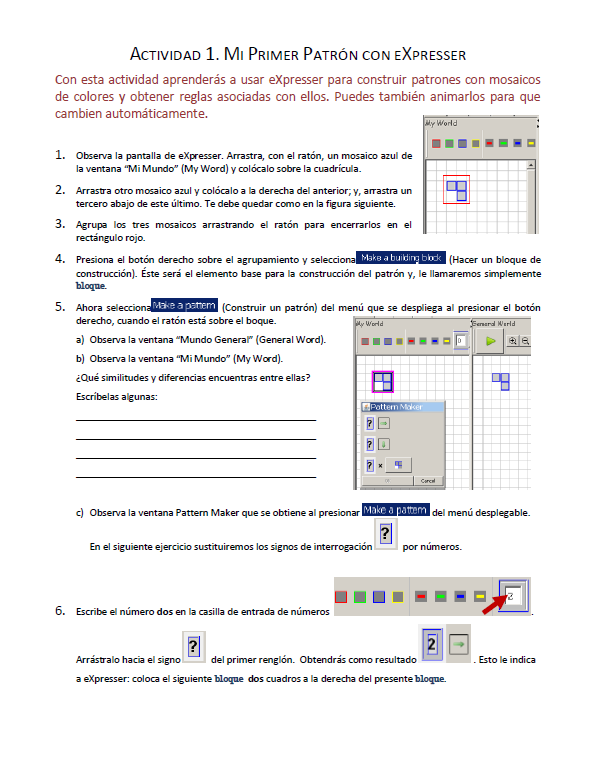 ACTIVIDAD 1. MI PRIMER PATRÓN CON EXPRESSER
Con esta actividad aprenderás a usar eXpresser para construir patrones con mosaicos
de colores y obtener reglas asociadas con ellos. Puedes también animarlos para que
cambien automáticamente.
My World
1. Observa la pantalla de eXpresser. Arrastra, con el ratón, un mosaico azul de
la ventana “Mi Mundo” (My Word) y colócalo sobre la cuadrícula.
2. Arrastra otro mosaico azul y colócalo a la derecha del anterior; y, arrastra un
tercero abajo de este último. Te debe quedar como en la figura siguiente.
3. Agrupa los tres mosaicos arrastrando el ratón para encerrarlos en el
rectángulo rojo.
4. Presiona el botón derecho sobre el agrupamiento y selecciona Make a building block (Hacer un bloque de
construcción). Éste será el elemento base para la construcción del patrón y, le llamaremos simplemente
bloque.
5. Ahora selecciona Make a pattern (Construir un patrón) del menú que se despliega al presionar el botón
derecho, cuando el ratón está sobre el boque.
a) Observa la ventana “Mundo General” (General Word).
b) Observa la ventana “Mi Mundo” (My Word).
¿Qué similitudes y diferencias encuentras entre ellas?
Escríbelas algunas:
My World
General World
0
Pattern Maker
?
?
? ×
Cancel
c) Observa la ventana Pattern Maker que se obtiene al presionar Make a pattern del menú desplegable.
En el siguiente ejercicio sustituiremos los signos de interrogación ? por números.
6. Escribe el número dos en la casilla de entrada de números 2 .
Arrástralo hacia el signo ? del primer renglón. Obtendrás como resultado 2 . Esto le indica
a eXpresser: coloca el siguiente bloque dos cuadros a la derecha del presente bloque.